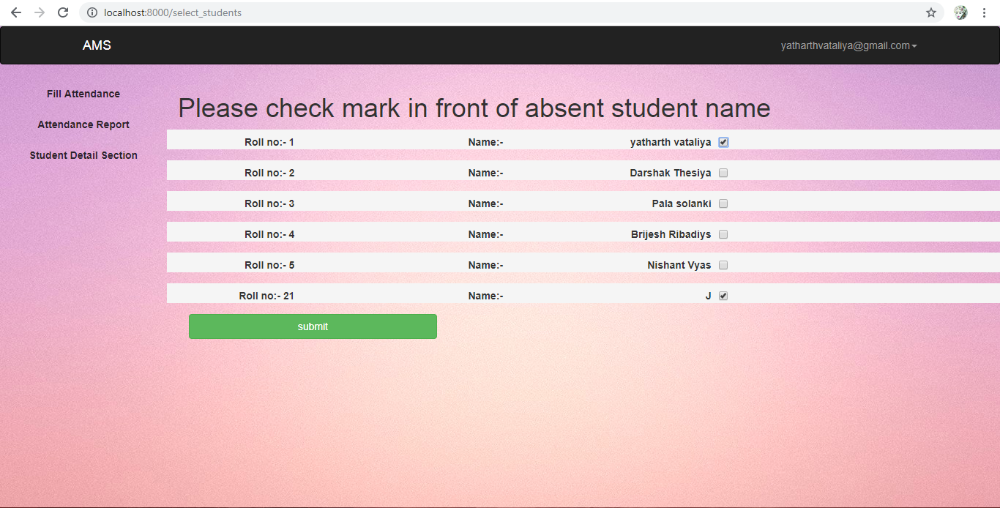 localhost:8000/select_students
AMS yatharthvataliya@gmail.com
Fill Attendance
Attendance Report
Student Detail Section
Please check mark in front of absent student name
Roll no:- 1 Name:- yatharth vataliya
Roll no:- 2 Name:- Darshak Thesiya
Roll no:- 3 Name:- Pala solanki
Roll no:- 4 Name:- Brijesh Ribadiys
Roll no:- 5 Name:- Nishant Vyas
Roll no:- 21 Name:- J
submit